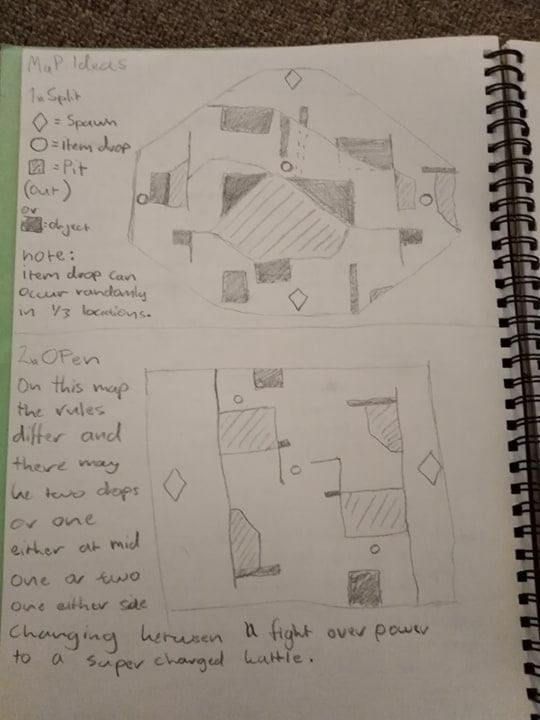 Map Ideas
1x Split
◇ = Spawn
○ = Item drop
▨ = Pit
(Out)
or
■ = object
note:
item drop can
occur randomly
in 1/3 locations.
2x Open
On this map
the rules
differ and
there may
be two drops
or one
either at mid
one or two
one either side
Changing between a fight over power
to a super charged battle.